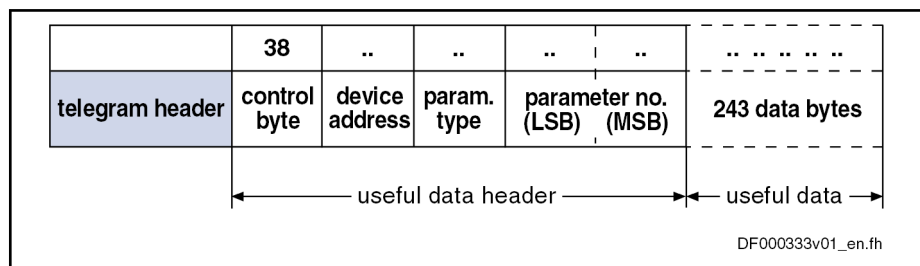 38 .. .. .. .. .. .. .. .. ..
telegram header control byte device address param. type parameter no. (LSB) (MSB) 243 data bytes
useful data header useful data
DF000333v01_en.fh